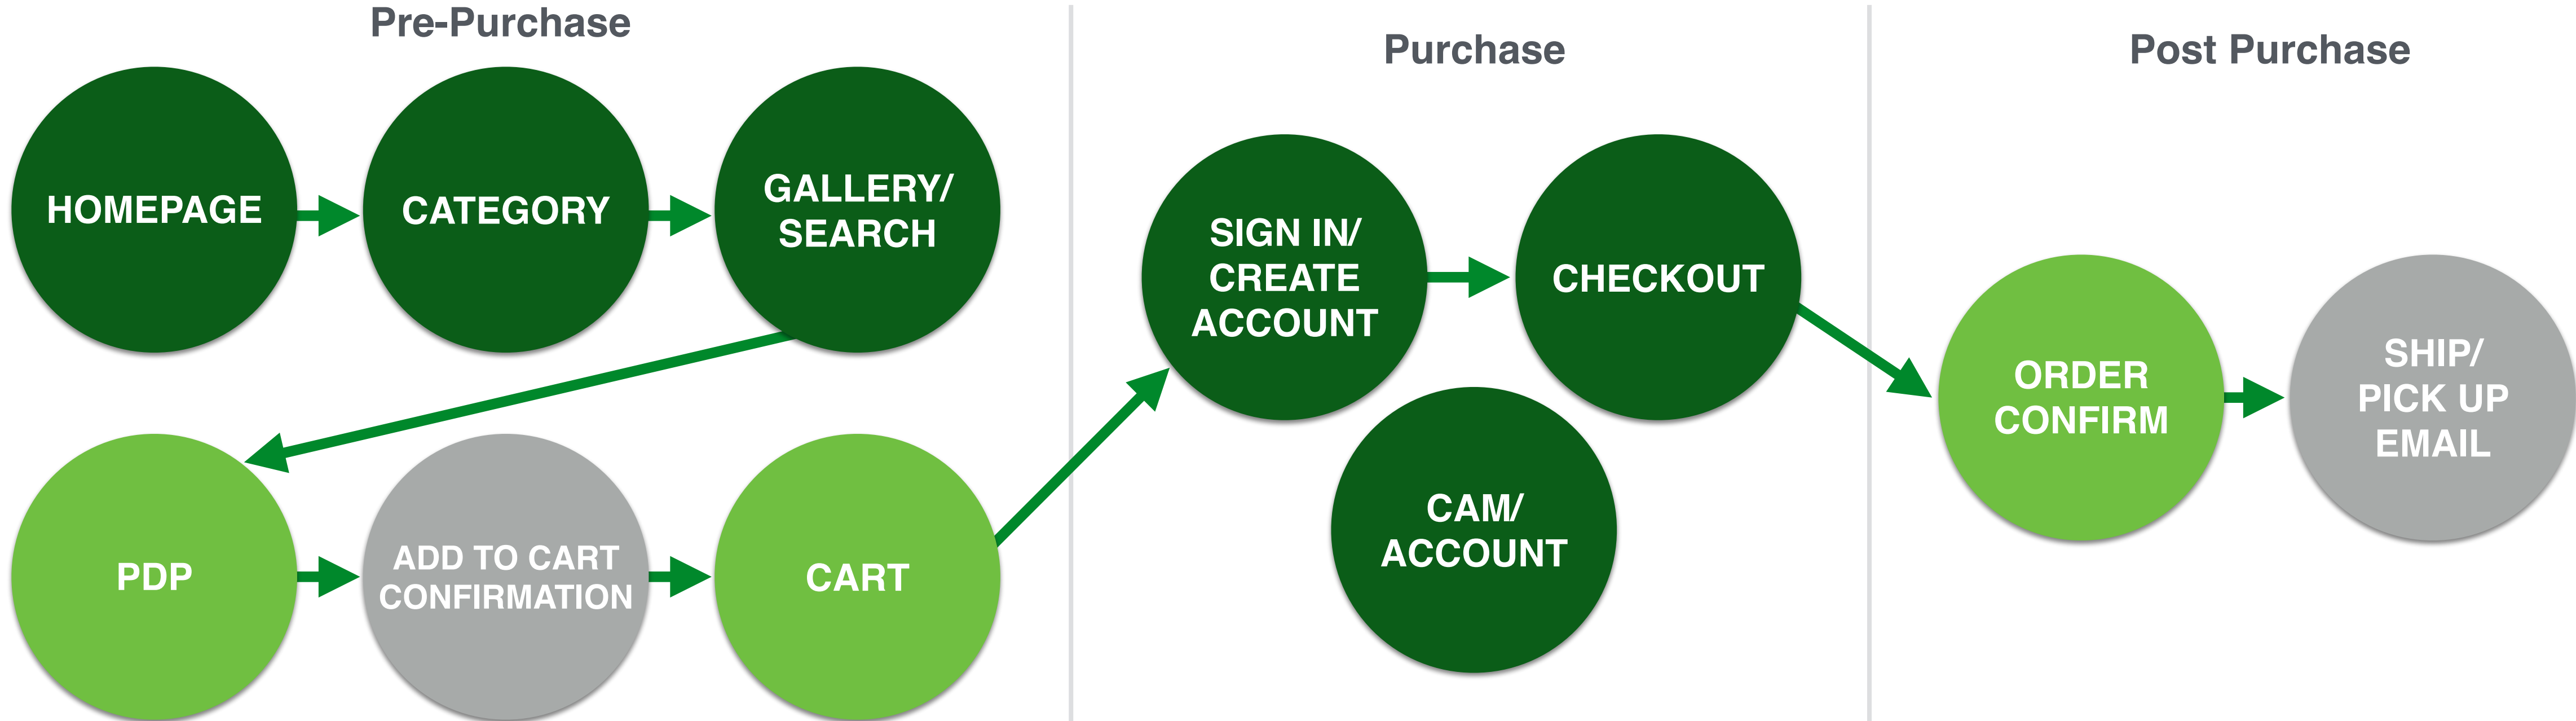 Pre-Purchase
HOMEPAGE
CATEGORY
GALLERY/
SEARCH
PDP
ADD TO CART
CONFIRMATION
CART
Purchase
SIGN IN/
CREATE
ACCOUNT
CHECKOUT
CAM/
ACCOUNT
Post Purchase
ORDER
CONFIRM
SHIP/
PICK UP
EMAIL